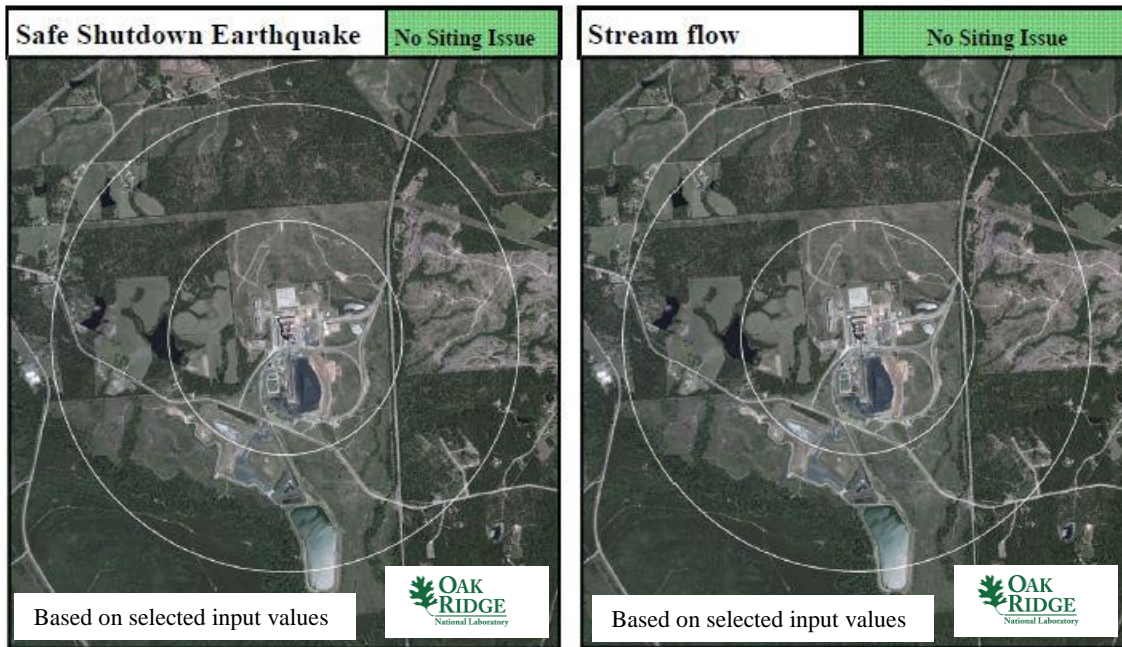 Safe Shutdown Earthquake
No Siting Issue
Based on selected input values
OAK
RIDGE
National Laboratory
Stream flow
No Siting Issue
Based on selected input values
OAK
RIDGE
National Laboratory